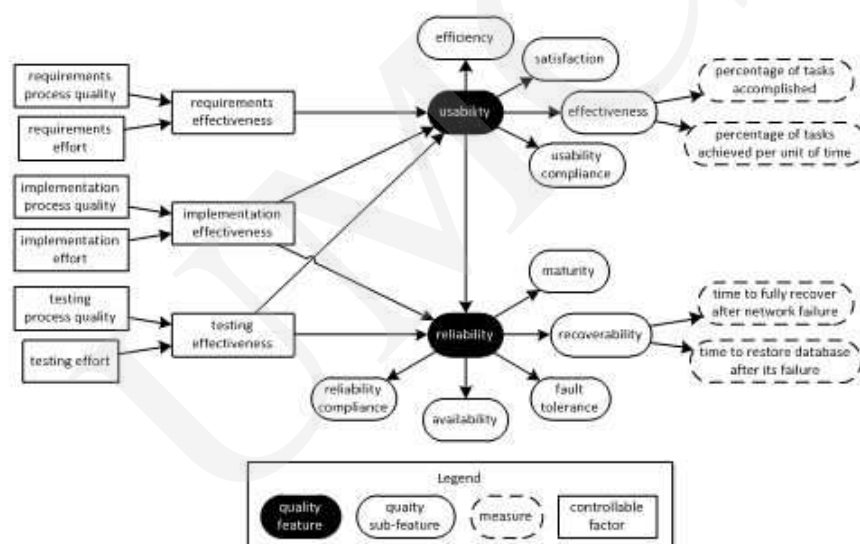 efficiency
satisfaction
percentage of tasks
accomplished
requirements
process quality
requirements
effectiveness
usability
effectiveness
requirements
effort
percentage of tasks
achieved per unit of time
usability
compliance
implementation
process quality
implementation
effectiveness
implementation
effort
maturity
testing
process quality
time to fully recover
after network failure
testing
effectiveness
reliability
recoverability
testing effort
time to restore database
after its failure
reliability
compliance
fault
tolerance
availability
Legend
quality
feature
quaity
sub-feature
measure
controllable
factor